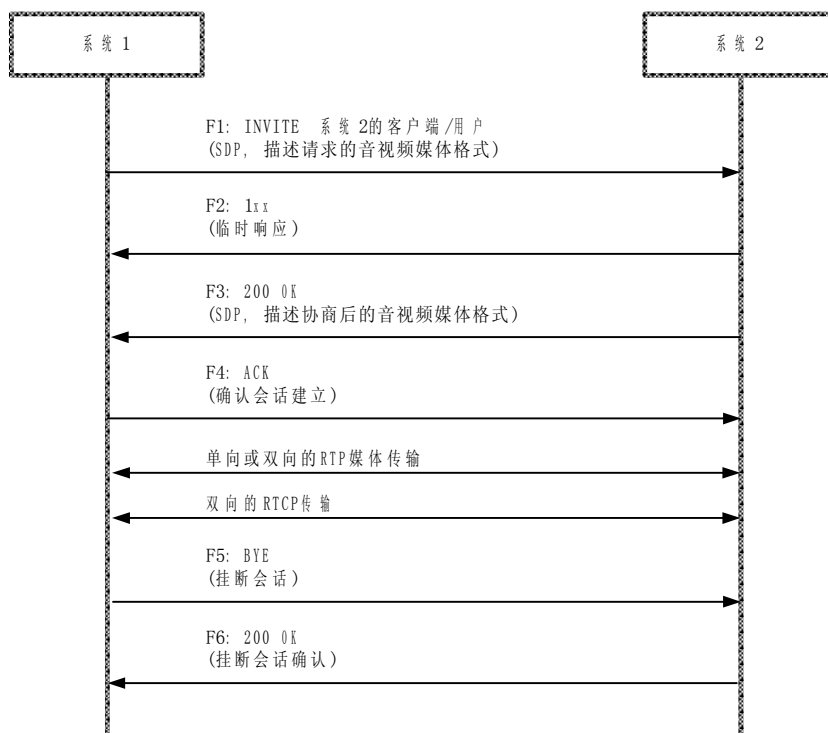 系统 1
系统 2
F1: INVITE 系统 2的客户端/用户
(SDP, 描述请求的音视频媒体格式)
F2: 1xx
(临时响应)
F3: 200 OK
(SDP, 描述协商后的音视频媒体格式)
F4: ACK
(确认会话建立)
单向或双向的RTP媒体传输
双向的RTCP传输
F5: BYE
(挂断会话)
F6: 200 OK
(挂断会话确认)